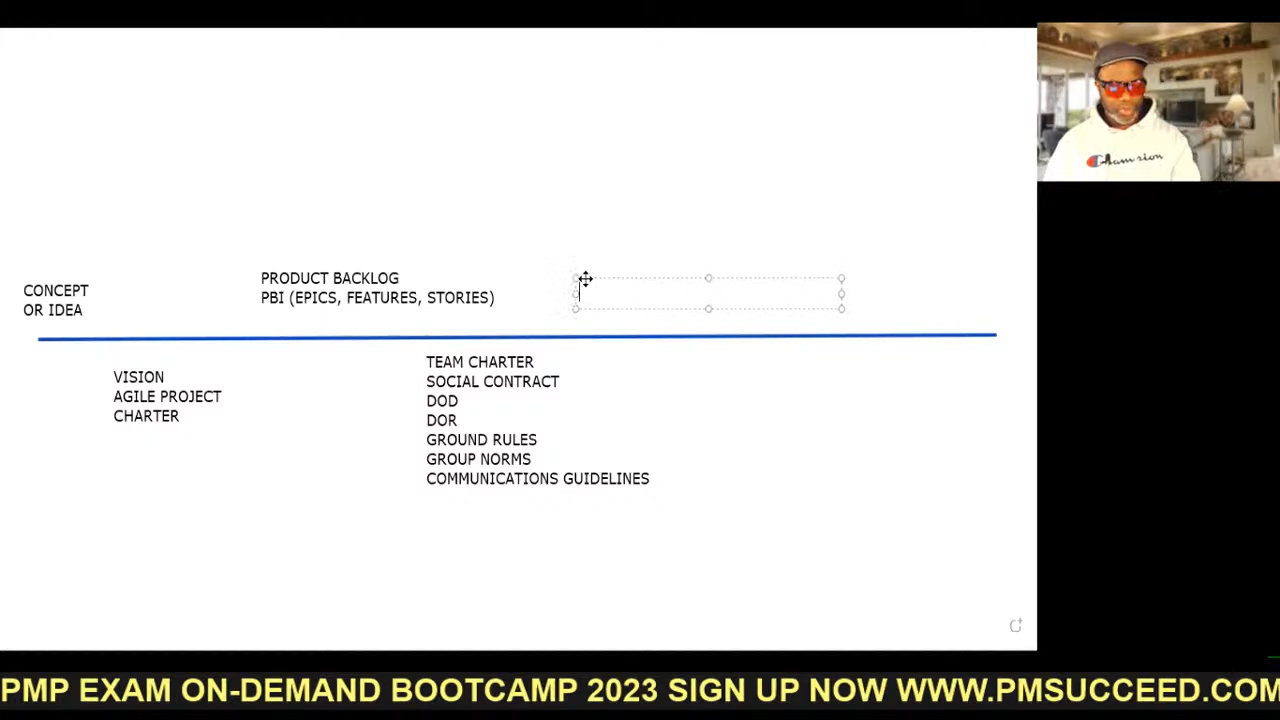 CONCEPT
OR IDEA
PRODUCT BACKLOG
PBI (EPICS, FEATURES, STORIES)
VISION
AGILE PROJECT
CHARTER
TEAM CHARTER
SOCIAL CONTRACT
DOD
DOR
GROUND RULES
GROUP NORMS
COMMUNICATIONS GUIDELINES
Champion
PMP EXAM ON-DEMAND BOOTCAMP 2023 SIGN UP NOW WWW.PMSUCCEED.COM